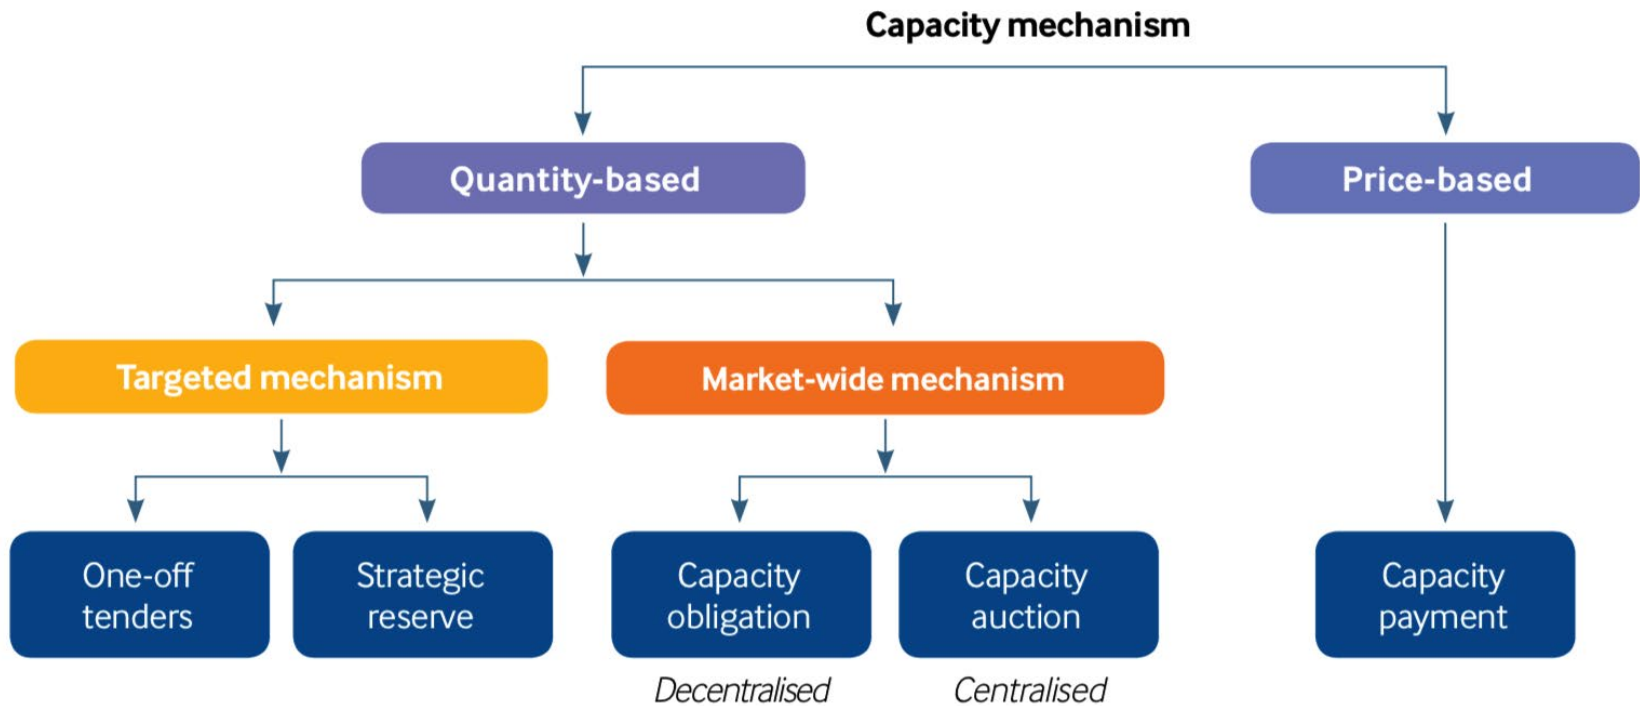 Capacity mechanism
Quantity-based
Price-based
Targeted mechanism
Market-wide mechanism
One-off
tenders
Strategic
reserve
Capacity
obligation
Capacity
auction
Capacity
payment
Decentralised
Centralised